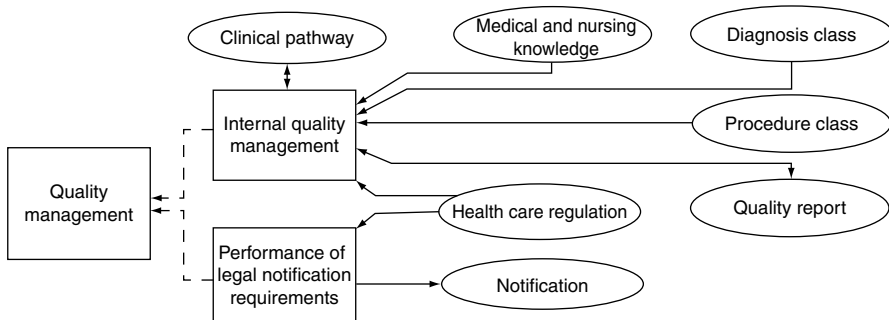 Clinical pathway
Medical and nursing
knowledge
Diagnosis class
Internal quality
management
Procedure class
Quality
management
Health care regulation
Quality report
Performance of
legal notification
requirements
Notification